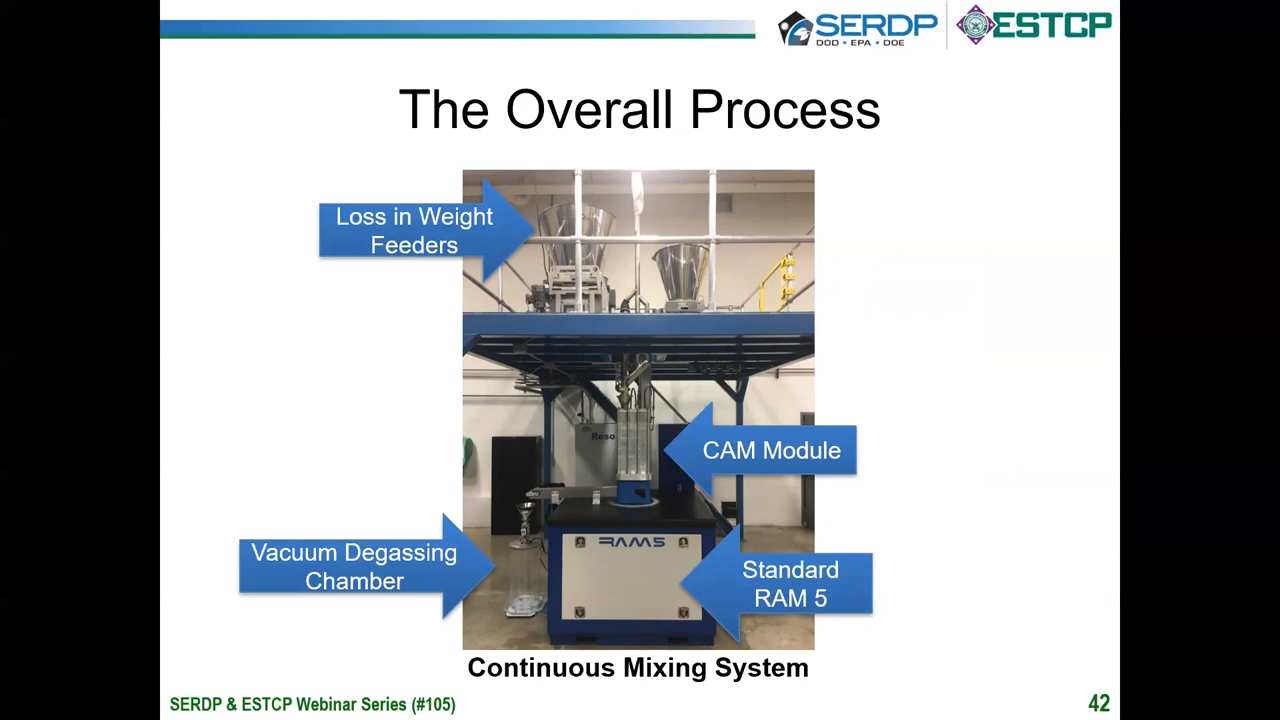 SERDP
DOD • EPA • DOE
ESTCP
The Overall Process
Loss in Weight
Feeders
CAM Module
Reso
RAM5
Vacuum Degassing
Chamber
Standard
RAM 5
Continuous Mixing System
SERDP & ESTCP Webinar Series (#105)
42